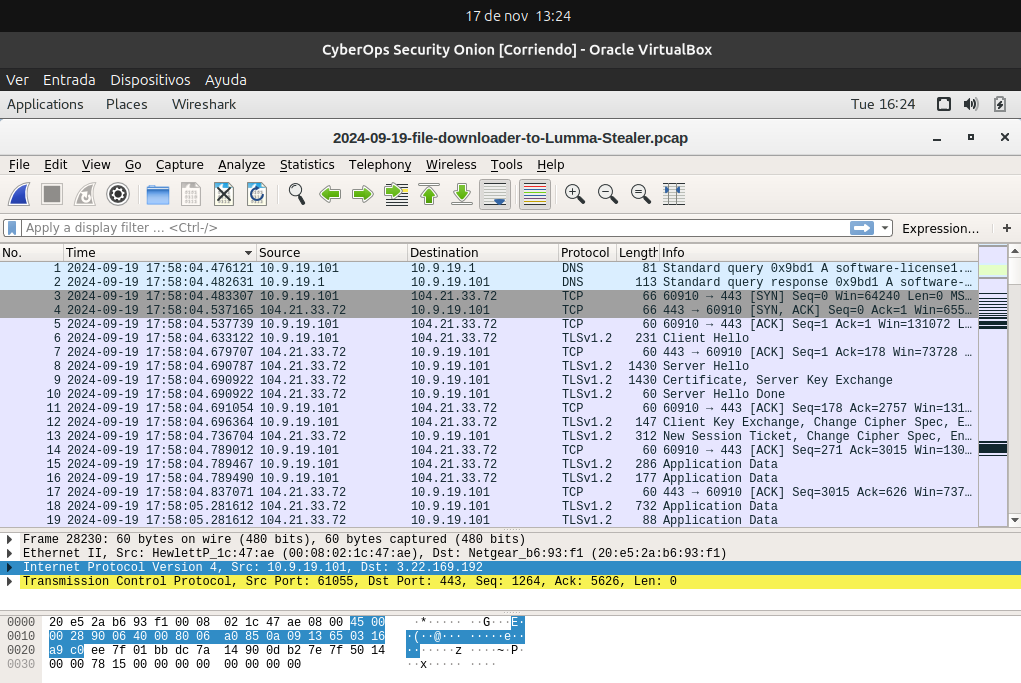 17 de nov  13:24
CyberOps Security Onion [Corriendo] - Oracle VirtualBox
Ver Entrada Dispositivos Ayuda
Applications Places Wireshark Tue 16:24
2024-09-19-file-downloader-to-Lumma-Stealer.pcap
File Edit View Go Capture Analyze Statistics Telephony Wireless Tools Help
Apply a display filter ... <Ctrl-/> Expression... +
No. Time Source Destination Protocol Length Info
1 2024-09-19 17:58:04.476121 10.9.19.101 10.9.19.1 DNS 81 Standard query 0x9bd1 A software-license1...
2 2024-09-19 17:58:04.482631 10.9.19.1 10.9.19.101 DNS 113 Standard query response 0x9bd1 A software-...
3 2024-09-19 17:58:04.483307 10.9.19.101 104.21.33.72 TCP 66 60910 → 443 [SYN] Seq=0 Win=64240 Len=0 MS...
4 2024-09-19 17:58:04.537165 104.21.33.72 10.9.19.101 TCP 66 443 → 60910 [SYN, ACK] Seq=0 Ack=1 Win=655...
5 2024-09-19 17:58:04.537739 10.9.19.101 104.21.33.72 TCP 60 60910 → 443 [ACK] Seq=1 Ack=1 Win=131072 L...
6 2024-09-19 17:58:04.633122 10.9.19.101 104.21.33.72 TLSv1.2 231 Client Hello
7 2024-09-19 17:58:04.679707 104.21.33.72 10.9.19.101 TCP 60 443 → 60910 [ACK] Seq=1 Ack=178 Win=73728 ...
8 2024-09-19 17:58:04.690787 104.21.33.72 10.9.19.101 TLSv1.2 1430 Server Hello
9 2024-09-19 17:58:04.690922 104.21.33.72 10.9.19.101 TLSv1.2 1430 Certificate, Server Key Exchange
10 2024-09-19 17:58:04.690922 104.21.33.72 10.9.19.101 TLSv1.2 60 Server Hello Done
11 2024-09-19 17:58:04.691054 10.9.19.101 104.21.33.72 TCP 60 60910 → 443 [ACK] Seq=178 Ack=2757 Win=131...
12 2024-09-19 17:58:04.696364 10.9.19.101 104.21.33.72 TLSv1.2 147 Client Key Exchange, Change Cipher Spec, E...
13 2024-09-19 17:58:04.736704 104.21.33.72 10.9.19.101 TLSv1.2 312 New Session Ticket, Change Cipher Spec, En...
14 2024-09-19 17:58:04.789012 10.9.19.101 104.21.33.72 TCP 60 60910 → 443 [ACK] Seq=271 Ack=3015 Win=130...
15 2024-09-19 17:58:04.789467 10.9.19.101 104.21.33.72 TLSv1.2 286 Application Data
16 2024-09-19 17:58:04.789490 10.9.19.101 104.21.33.72 TLSv1.2 177 Application Data
17 2024-09-19 17:58:04.837071 104.21.33.72 10.9.19.101 TCP 60 443 → 60910 [ACK] Seq=3015 Ack=626 Win=737...
18 2024-09-19 17:58:05.281612 104.21.33.72 10.9.19.101 TLSv1.2 732 Application Data
19 2024-09-19 17:58:05.281612 104.21.33.72 10.9.19.101 TLSv1.2 88 Application Data
Frame 28230: 60 bytes on wire (480 bits), 60 bytes captured (480 bits)
Ethernet II, Src: HewlettP_1c:47:ae (00:08:02:1c:47:ae), Dst: Netgear_b6:93:f1 (20:e5:2a:b6:93:f1)
Internet Protocol Version 4, Src: 10.9.19.101, Dst: 3.22.169.192
Transmission Control Protocol, Src Port: 61055, Dst Port: 443, Seq: 1264, Ack: 5626, Len: 0
0000 20 e5 2a b6 93 f1 00 08 02 1c 47 ae 08 00 45 00 ·*····· ··G···E·
0010 00 28 90 06 40 00 80 06 a0 85 0a 09 13 65 03 16 ·(··@··· ·····e··
0020 a9 c0 ee 7f 01 bb dc 7a 14 90 0d b2 7e 7f 50 14 ·······z ····~·P·
0030 00 00 78 15 00 00 00 00 00 00 00 00 ··x····· ····